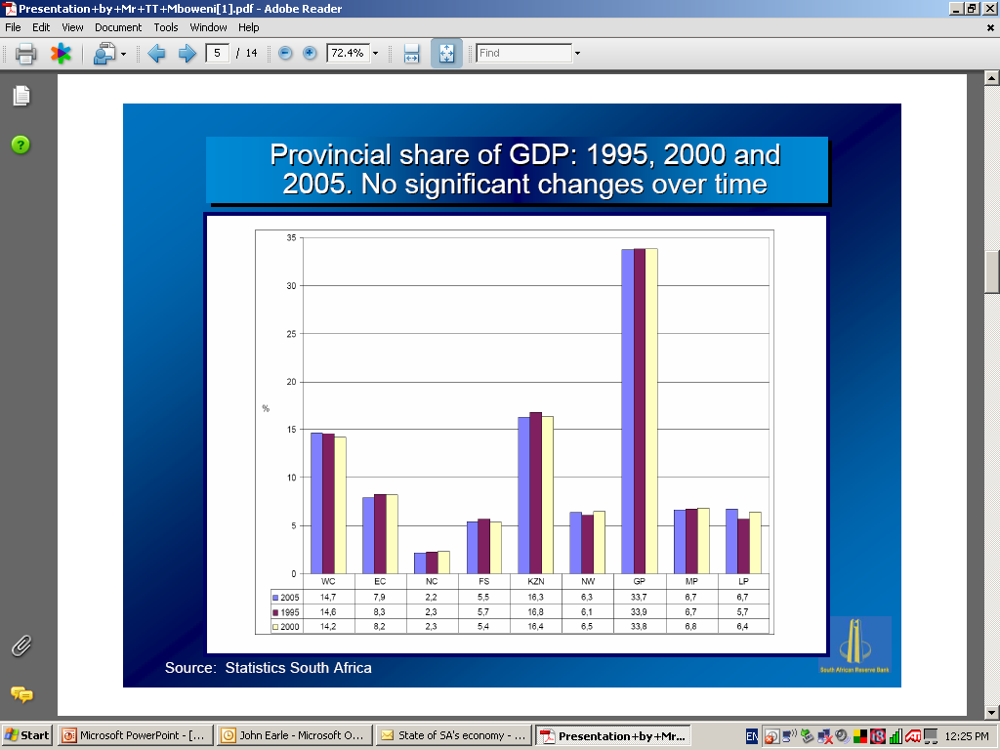 Presentation+by+Mr+TT+Mboweni[1].pdf - Adobe Reader
File Edit View Document Tools Window Help
5 / 14 72.4% Find
Provincial share of GDP: 1995, 2000 and
2005. No significant changes over time
35
30
25
20
%
15
10
5
0
WC EC NC FS KZN NW GP MP LP
2005 14,7 7,9 2,2 5,5 16,3 6,3 33,7 6,7 6,7
1995 14,6 8,3 2,3 5,7 16,8 6,1 33,9 6,7 5,7
2000 14,2 8,2 2,3 5,4 16,4 6,5 33,8 6,8 6,4
South African Reserve Bank
Source: Statistics South Africa
Start Microsoft PowerPoint - [... John Earle - Microsoft O... State of SA's economy - ... Presentation+by+Mr... EN 12:25 PM